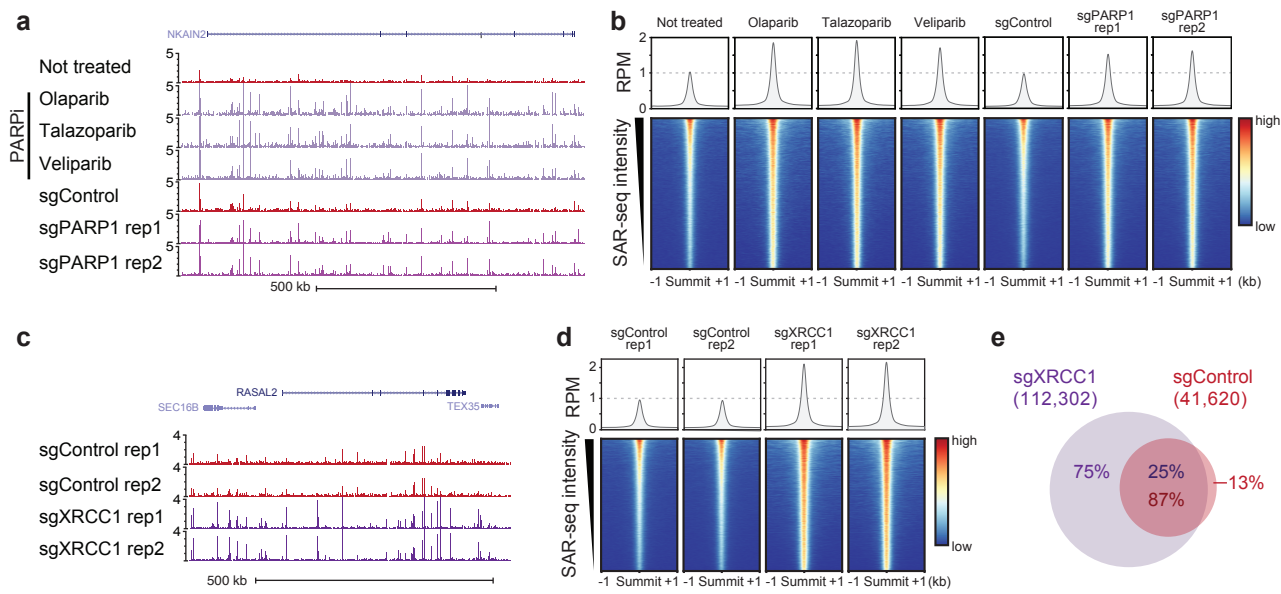 a
NKAIN2
5
Not treated
5
Olaparib
5
Talazoparib
5
Veliparib
5
sgControl
5
sgPARP1 rep1
5
sgPARP1 rep2
PARPi
500 kb
b
Not treated
Olaparib
Talazoparib
Veliparib
sgControl
sgPARP1
rep1
sgPARP1
rep2
2
1
0
RPM
SAR-seq intensity
high
low
-1 Summit +1
-1 Summit +1
-1 Summit +1
-1 Summit +1
-1 Summit +1
-1 Summit +1
-1 Summit +1 (kb)
c
RASAL2
SEC16B
TEX35
4
sgControl rep1
4
sgControl rep2
4
sgXRCC1 rep1
4
sgXRCC1 rep2
500 kb
d
sgControl
rep1
sgControl
rep2
sgXRCC1
rep1
sgXRCC1
rep2
2
1
0
RPM
SAR-seq intensity
high
low
-1 Summit +1
-1 Summit +1
-1 Summit +1
-1 Summit +1 (kb)
e
sgXRCC1
(112,302)
sgControl
(41,620)
75%
25%
87%
13%